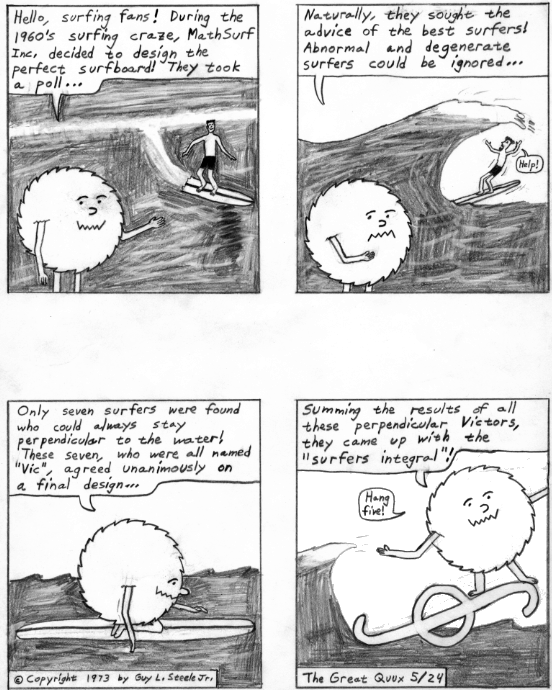 Hello, surfing fans! During the
1960's surfing craze, MathSurf
Inc. decided to design the
perfect surfboard! They took
a poll...
Naturally, they sought the
advice of the best surfers!
Abnormal and degenerate
surfers could be ignored...
Help!
Only seven surfers were found
who could always stay
perpendicular to the water!
These seven, who were all named
"Vic", agreed unanimously on
a final design...
© Copyright 1973 by Guy L. Steele Jr.
Summing the results of all
these perpendicular Victors,
they came up with the
"surfers integral"!
Hang
five!
The Great Quux 5/24